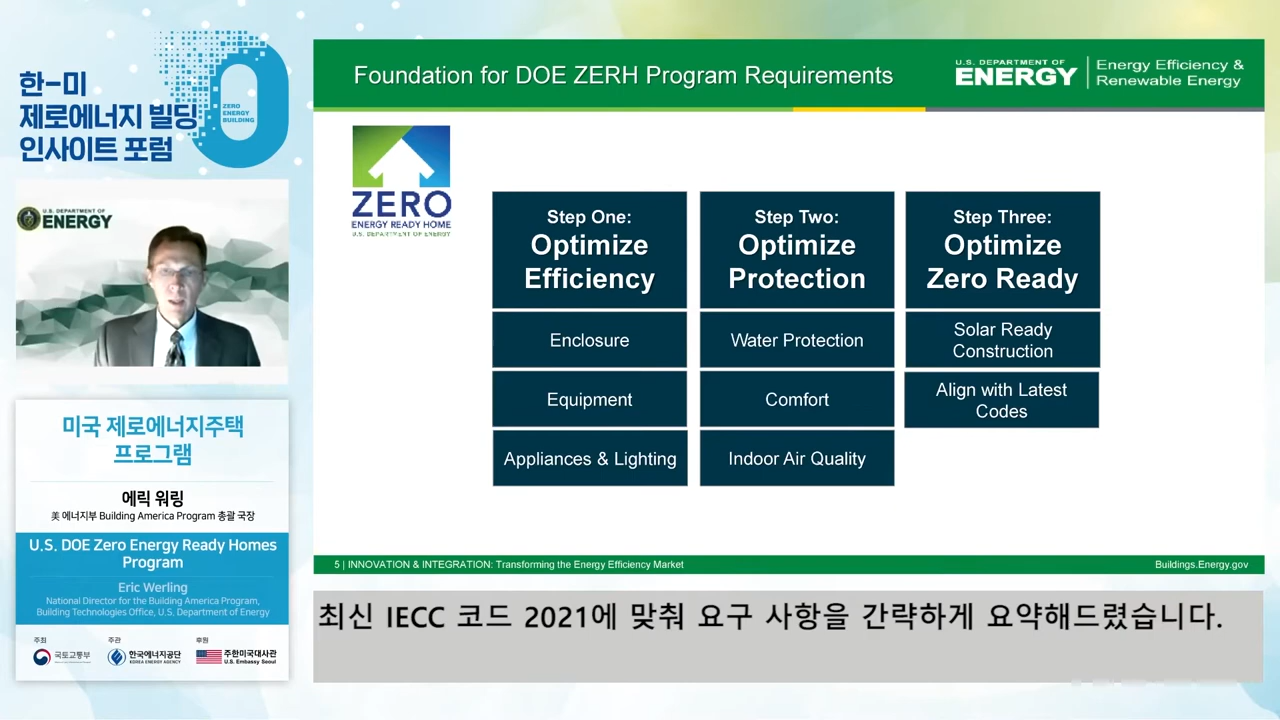 한-미
제로에너지 빌딩
인사이트 포럼
ZERO
ENERGY
BUILDING
U.S. DEPARTMENT OF
ENERGY
미국 제로에너지주택
프로그램
에릭 워링
美 에너지부 Building America Program 총괄 국장
U.S. DOE Zero Energy Ready Homes
Program
Eric Werling
National Director for the Building America Program,
Building Technologies Office, U.S. Department of Energy
주최
국토교통부
주관
한국에너지공단
KOREA ENERGY AGENCY
후원
주한미국대사관
U.S. Embassy Seoul
Foundation for DOE ZERH Program Requirements
U.S. DEPARTMENT OF
ENERGY
Energy Efficiency &
Renewable Energy
ZERO
ENERGY READY HOME
U.S. DEPARTMENT OF ENERGY
Step One:
Optimize
Efficiency
Enclosure
Equipment
Appliances & Lighting
Step Two:
Optimize
Protection
Water Protection
Comfort
Indoor Air Quality
Step Three:
Optimize
Zero Ready
Solar Ready
Construction
Align with Latest
Codes
5 | INNOVATION & INTEGRATION: Transforming the Energy Efficiency Market
Buildings.Energy.gov
최신 IECC 코드 2021에 맞춰 요구 사항을 간략하게 요약해드렸습니다.